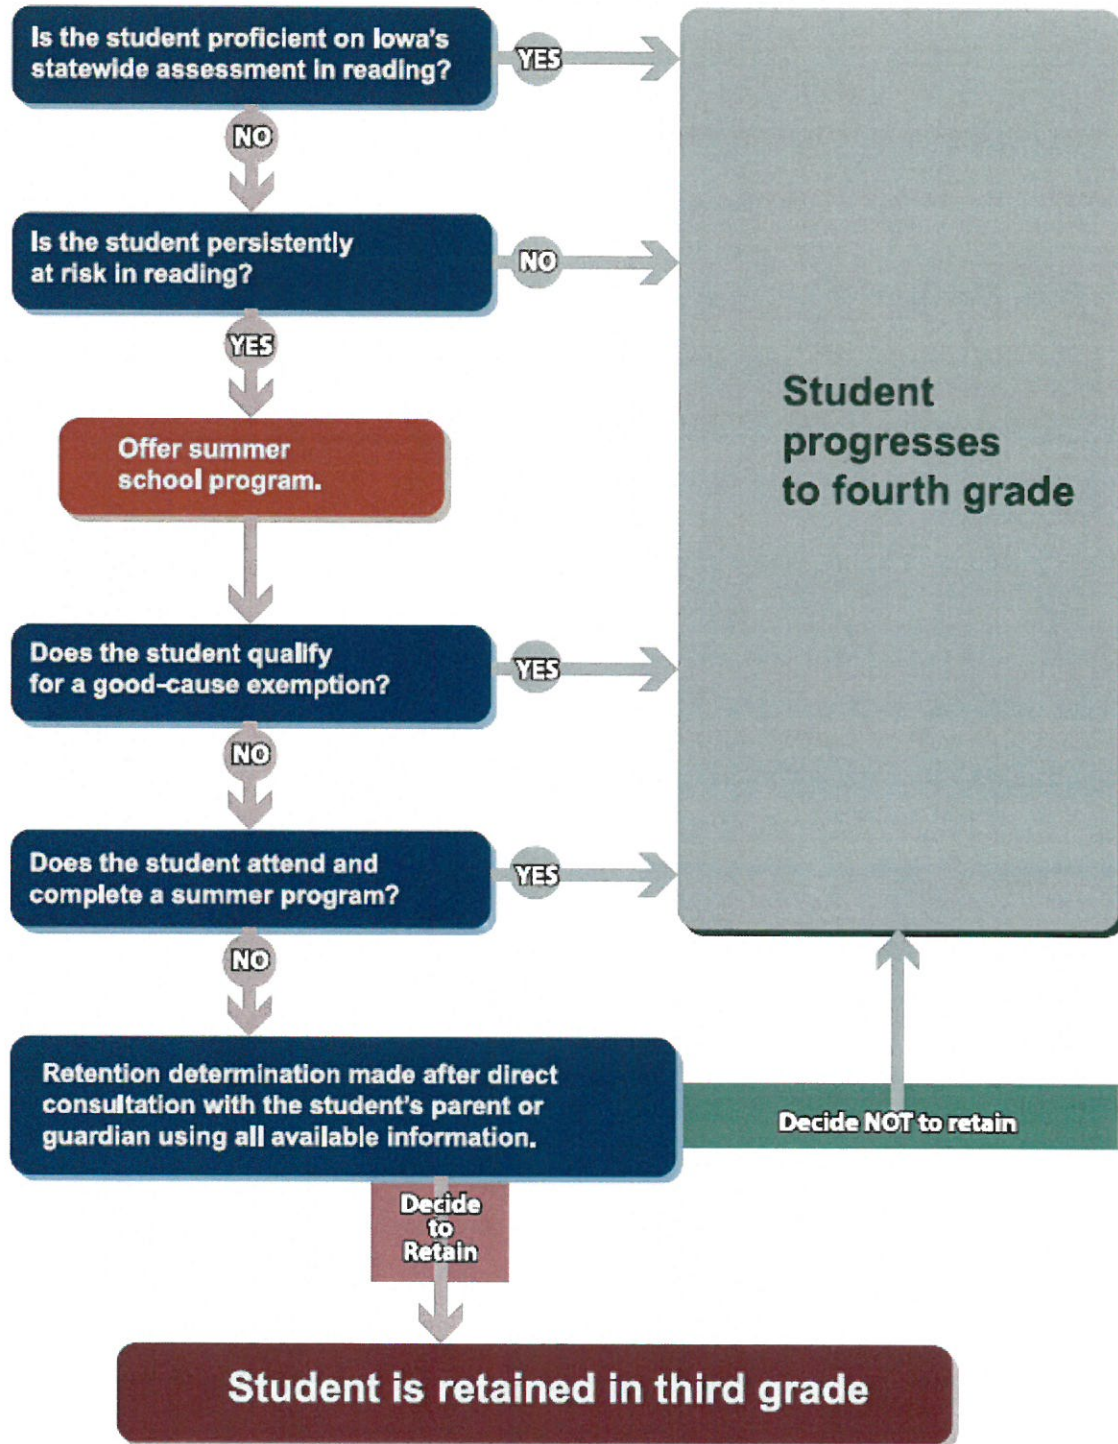 Is the student proficient on Iowa's
statewide assessment in reading?
YES
NO
Is the student persistently
at risk in reading?
NO
YES
Offer summer
school program.
Student
progresses
to fourth grade
Does the student qualify
for a good-cause exemption?
YES
NO
Does the student attend and
complete a summer program?
YES
NO
Retention determination made after direct
consultation with the student's parent or
guardian using all available information.
Decide NOT to retain
Decide
to
Retain
Student is retained in third grade